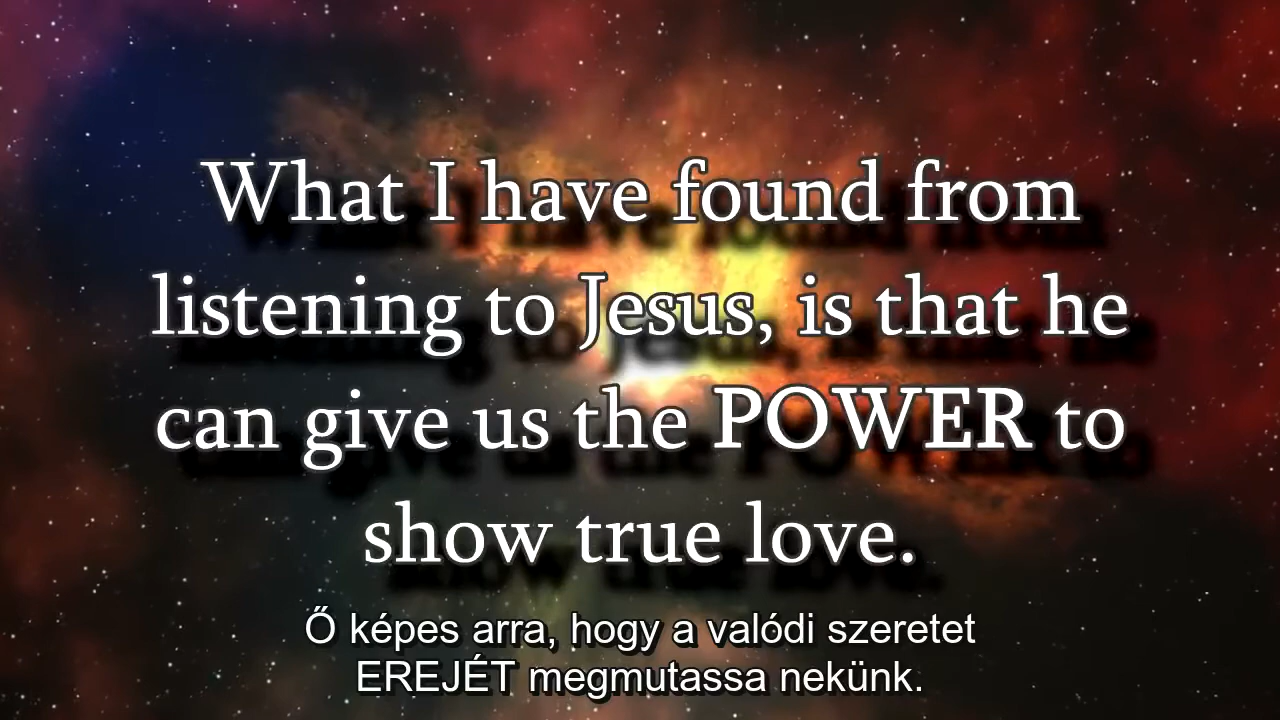 What I have found from
listening to Jesus, is that he
can give us the POWER to
show true love.
Ő képes arra, hogy a valódi szeretet
EREJÉT megmutassa nekünk.